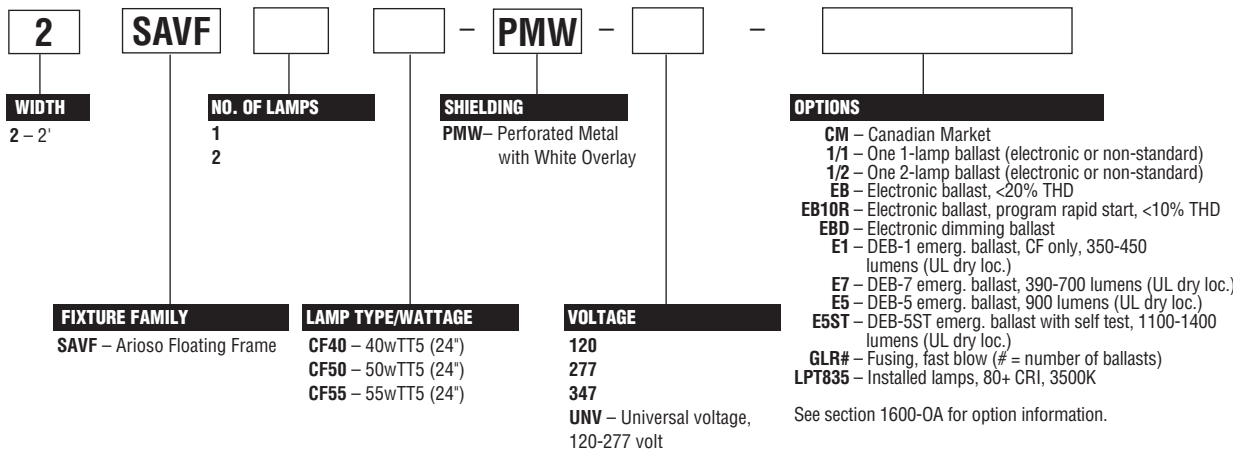 2 SAVF – PMW – –
WIDTH
2 – 2'
NO. OF LAMPS
1
2
SHIELDING
PMW– Perforated Metal
with White Overlay
OPTIONS
CM – Canadian Market
1/1 – One 1-lamp ballast (electronic or non-standard)
1/2 – One 2-lamp ballast (electronic or non-standard)
EB – Electronic ballast, <20% THD
EB10R – Electronic ballast, program rapid start, <10% THD
EBD – Electronic dimming ballast
E1 – DEB-1 emerg. ballast, CF only, 350-450
lumens (UL dry loc.)
E7 – DEB-7 emerg. ballast, 390-700 lumens (UL dry loc.)
E5 – DEB-5 emerg. ballast, 900 lumens (UL dry loc.)
E5ST – DEB-5ST emerg. ballast with self test, 1100-1400
lumens (UL dry loc.)
GLR# – Fusing, fast blow (# = number of ballasts)
LPT835 – Installed lamps, 80+ CRI, 3500K
See section 1600-OA for option information.
FIXTURE FAMILY
SAVF – Arioso Floating Frame
LAMP TYPE/WATTAGE
CF40 – 40wTT5 (24")
CF50 – 50wTT5 (24")
CF55 – 55wTT5 (24")
VOLTAGE
120
277
347
UNV – Universal voltage,
120-277 volt